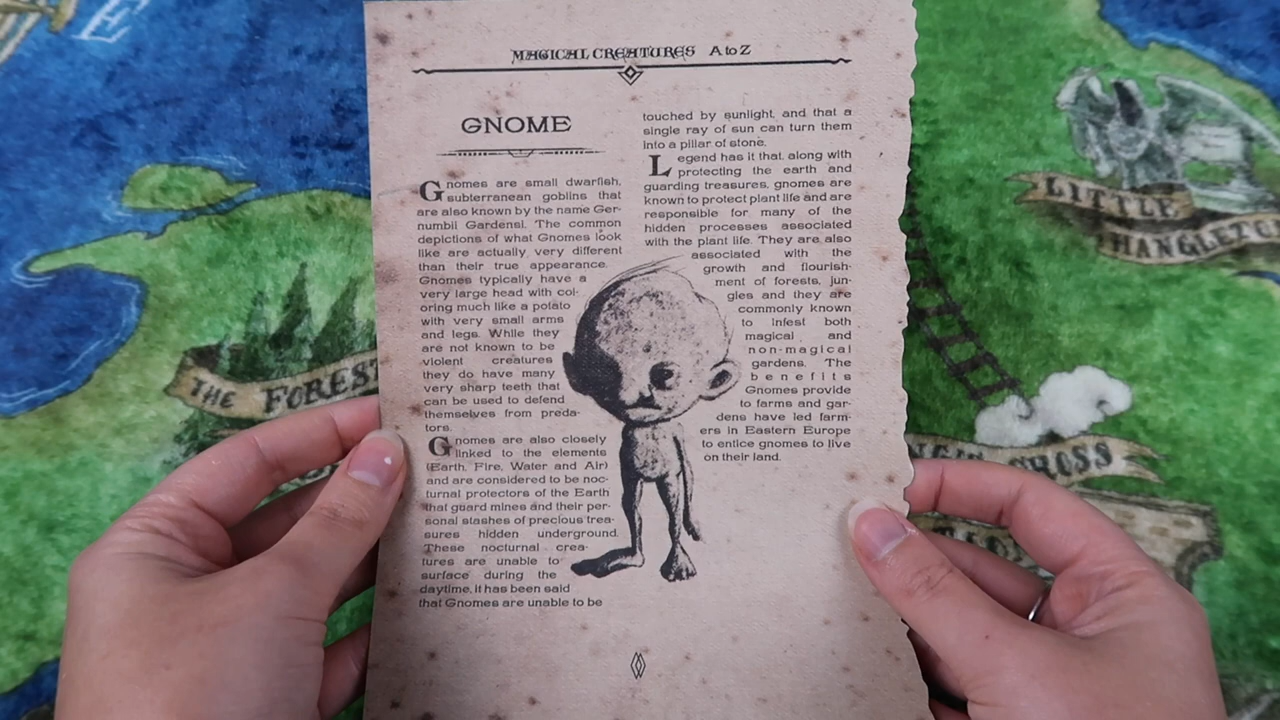 MAGICAL CREATURES A to Z
GNOME
Gnomes are small dwarfish,
subterranean goblins that
are also known by the name Ger-
numbii Gardensi. The common
depictions of what Gnomes look
like are actually very different
than their true appearance.
Gnomes typically have a
very large head with col-
oring much like a potato
with very small arms
and legs. While they
are not known to be
violent creatures
they do have many
very sharp teeth that
can be used to defend
themselves from preda-
tors.
Gnomes are also closely
linked to the elements
(Earth, Fire, Water and Air)
and are considered to be noc-
turnal protectors of the Earth
that guard mines and their per-
sonal stashes of precious trea-
sures hidden underground.
These nocturnal crea-
tures are unable to
surface during the
daytime, it has been said
that Gnomes are unable to be
touched by sunlight, and that a
single ray of sun can turn them
into a pillar of stone.
Legend has it that, along with
protecting the earth and
guarding treasures, gnomes are
known to protect plant life and are
responsible for many of the
hidden processes associated
with the plant life. They are also
associated with the
growth and flourish-
ment of forests, jun-
gles and they are
commonly known
to infest both
magical and
non-magical
gardens. The
benefits
Gnomes provide
to farms and gar-
dens have led farm-
ers in Eastern Europe
to entice gnomes to live
on their land.
THE FOREST
LITTLE
HANGLETO
CROSS